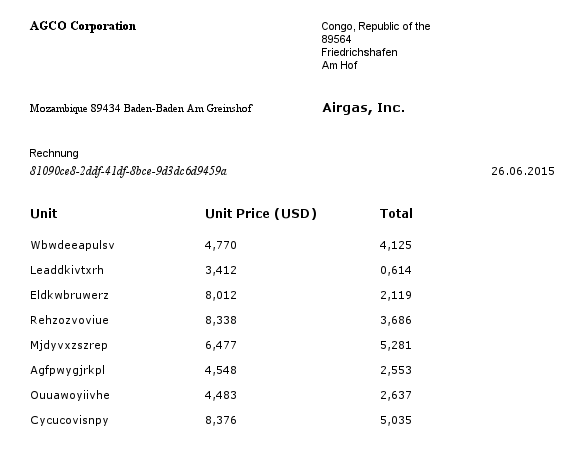 AGCO Corporation
Congo, Republic of the
89564
Friedrichshafen
Am Hof
Mozambique 89434 Baden-Baden Am Greinshof
Airgas, Inc.
Rechnung
81090ce8-2ddf-41df-8bce-9d3dc6d9459a
26.06.2015
Unit Unit Price (USD) Total
Wbwdeeapulsv 4,770 4,125
Leaddkivtxrh 3,412 0,614
Eldkwbruwerz 8,012 2,119
Rehzozvoviue 8,338 3,686
Mjdyvxzszrep 6,477 5,281
Agfpwygjrkpl 4,548 2,553
Ouuawoyiivhe 4,483 2,637
Cycucovisnpy 8,376 5,035